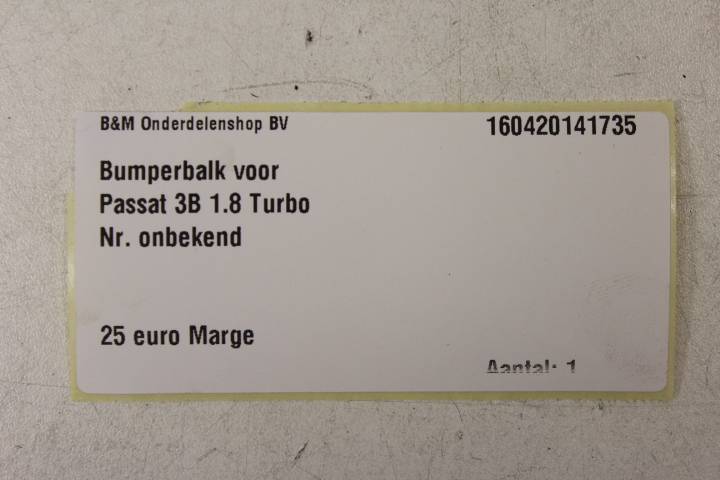 B&M Onderdelenshop BV 160420141735
Bumperbalk voor
Passat 3B 1.8 Turbo
Nr. onbekend
25 euro Marge
Aantal: 1